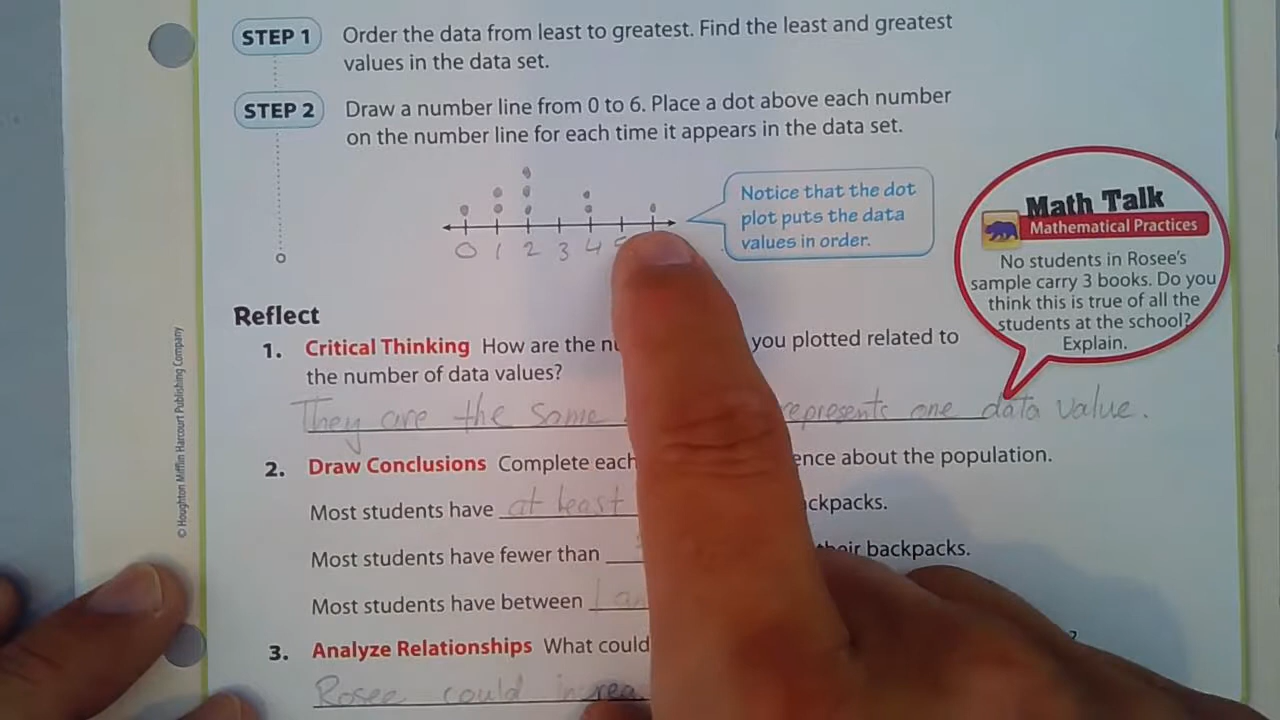 STEP 1 Order the data from least to greatest. Find the least and greatest
values in the data set.
STEP 2 Draw a number line from 0 to 6. Place a dot above each number
on the number line for each time it appears in the data set.
0 1 2 3 4
Notice that the dot
plot puts the data
values in order.
Math Talk
Mathematical Practices
No students in Rosee's
sample carry 3 books. Do you
think this is true of all the
students at the school?
Explain.
Reflect
1. Critical Thinking How are the you plotted related to
the number of data values?
They are the same represents one data value.
2. Draw Conclusions Complete each about the population.
Most students have at least
Most students have fewer than their backpacks.
Most students have between
3. Analyze Relationships What could
Rosee could
© Houghton Mifflin Harcourt Publishing Company